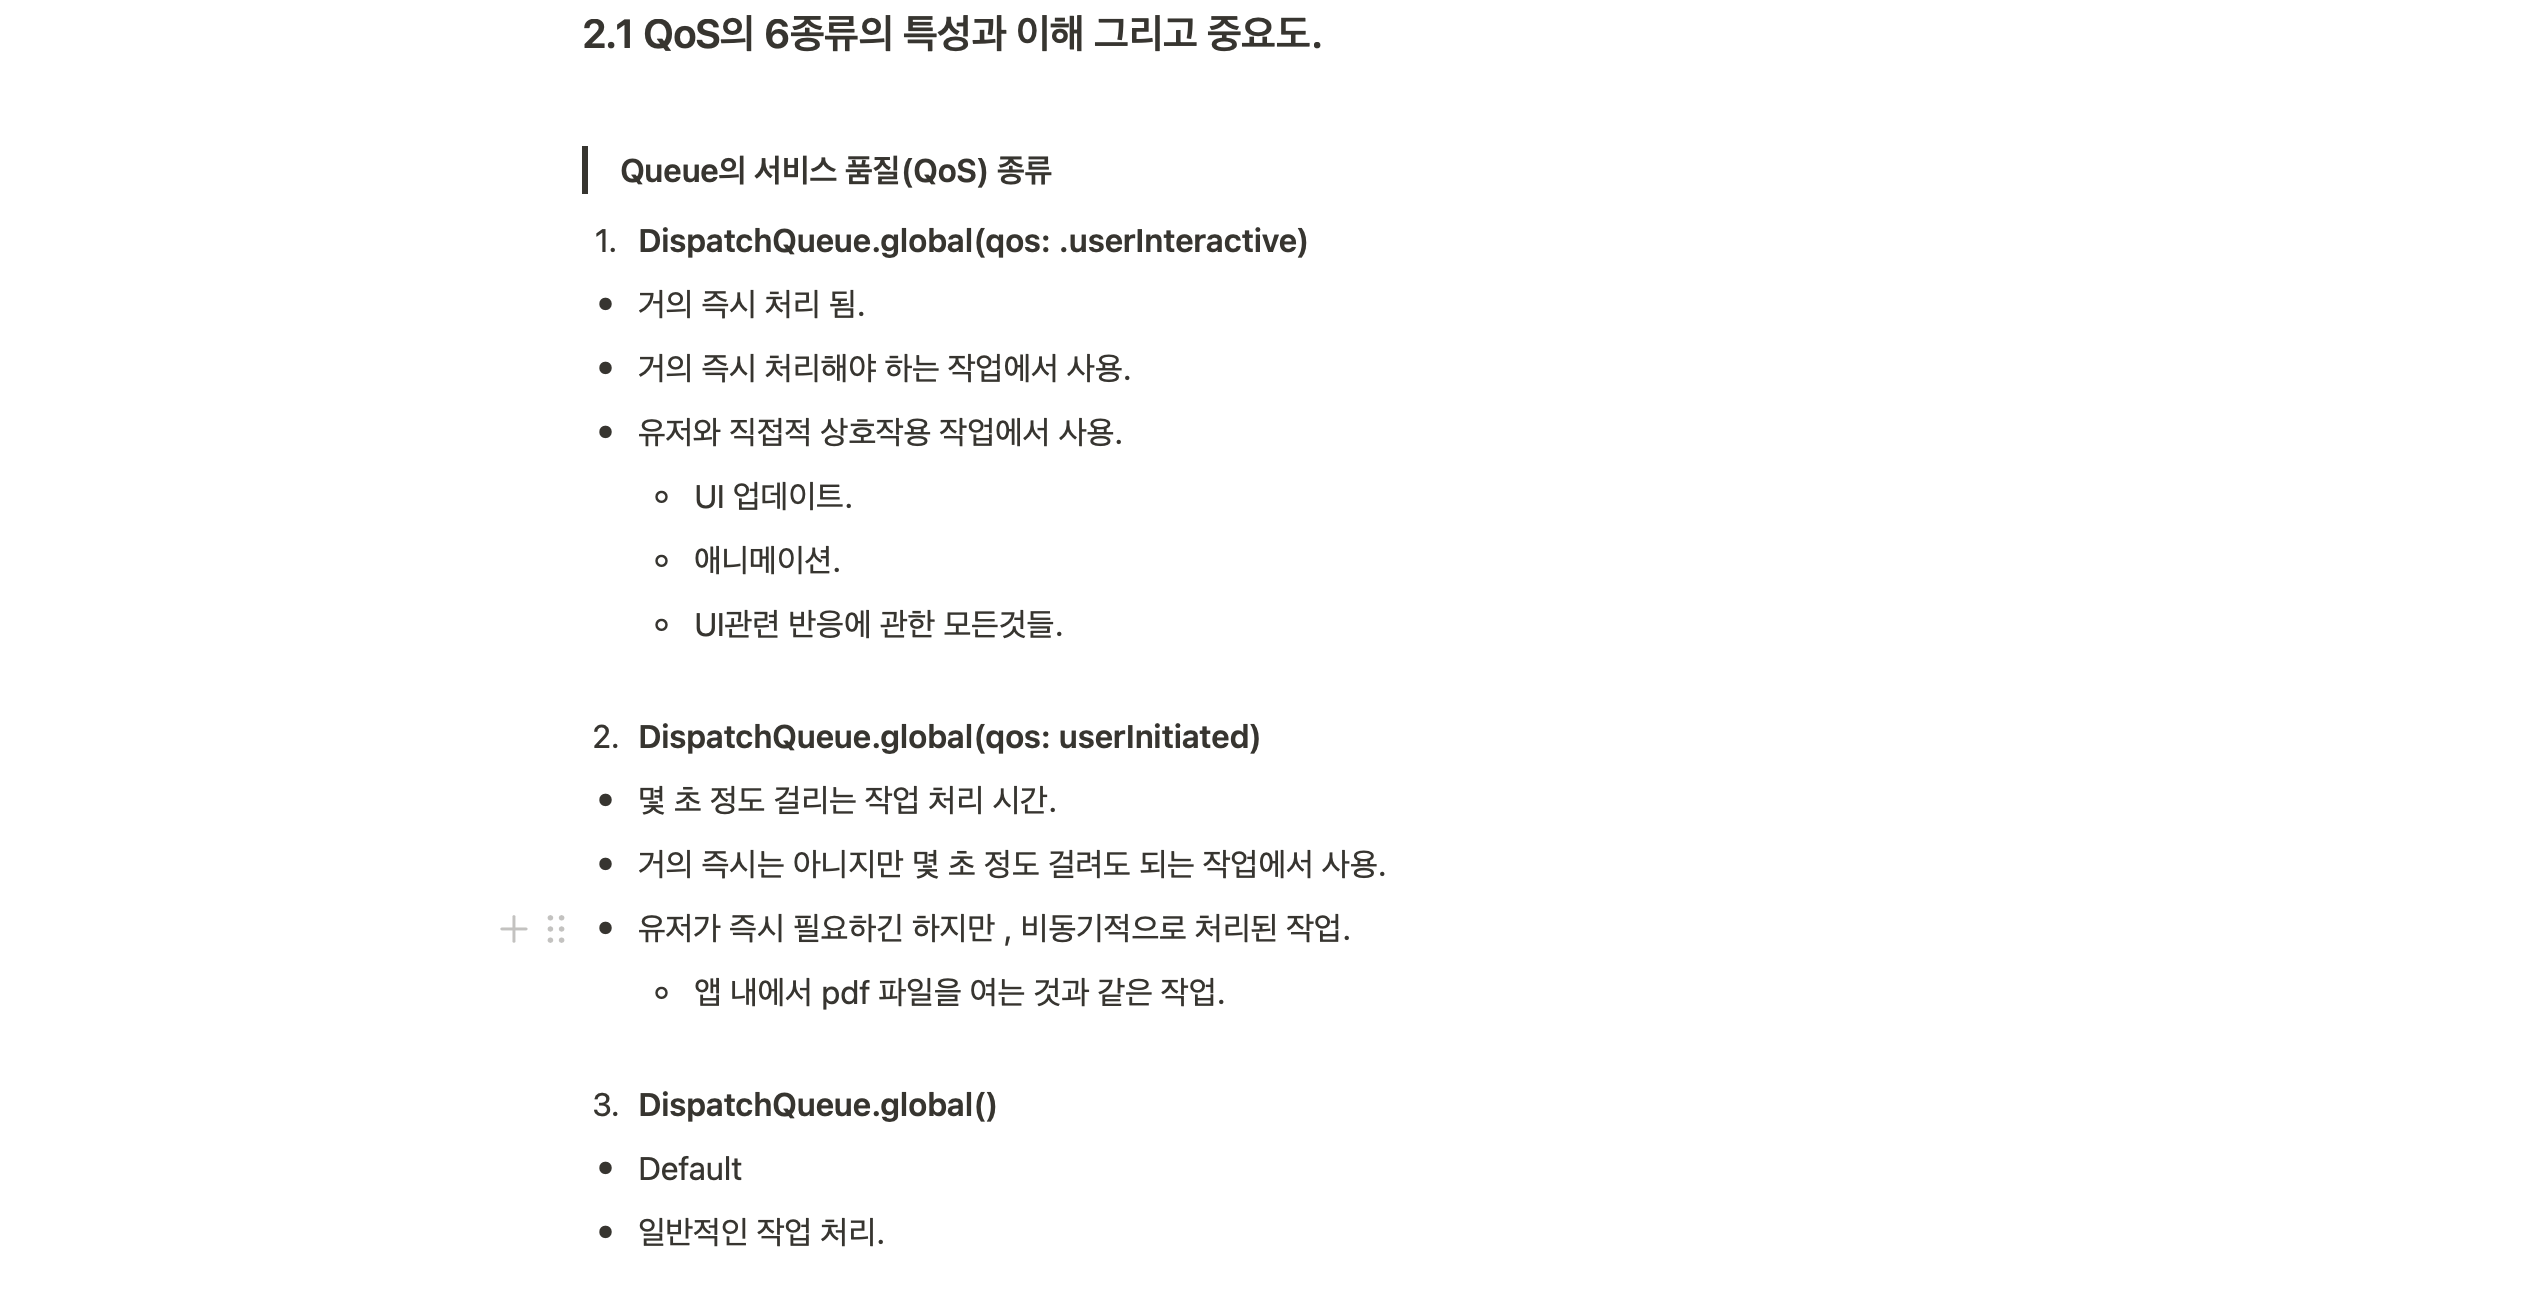 2.1 QoS의 6종류의 특성과 이해 그리고 중요도.
Queue의 서비스 품질(QoS) 종류
1. DispatchQueue.global(qos: .userInteractive)
• 거의 즉시 처리 됨.
• 거의 즉시 처리해야 하는 작업에서 사용.
• 유저와 직접적 상호작용 작업에서 사용.
◦ UI 업데이트.
◦ 애니메이션.
◦ UI관련 반응에 관한 모든것들.
2. DispatchQueue.global(qos: userInitiated)
• 몇 초 정도 걸리는 작업 처리 시간.
• 거의 즉시는 아니지만 몇 초 정도 걸려도 되는 작업에서 사용.
• 유저가 즉시 필요하긴 하지만 , 비동기적으로 처리된 작업.
◦ 앱 내에서 pdf 파일을 여는 것과 같은 작업.
3. DispatchQueue.global()
• Default
• 일반적인 작업 처리.